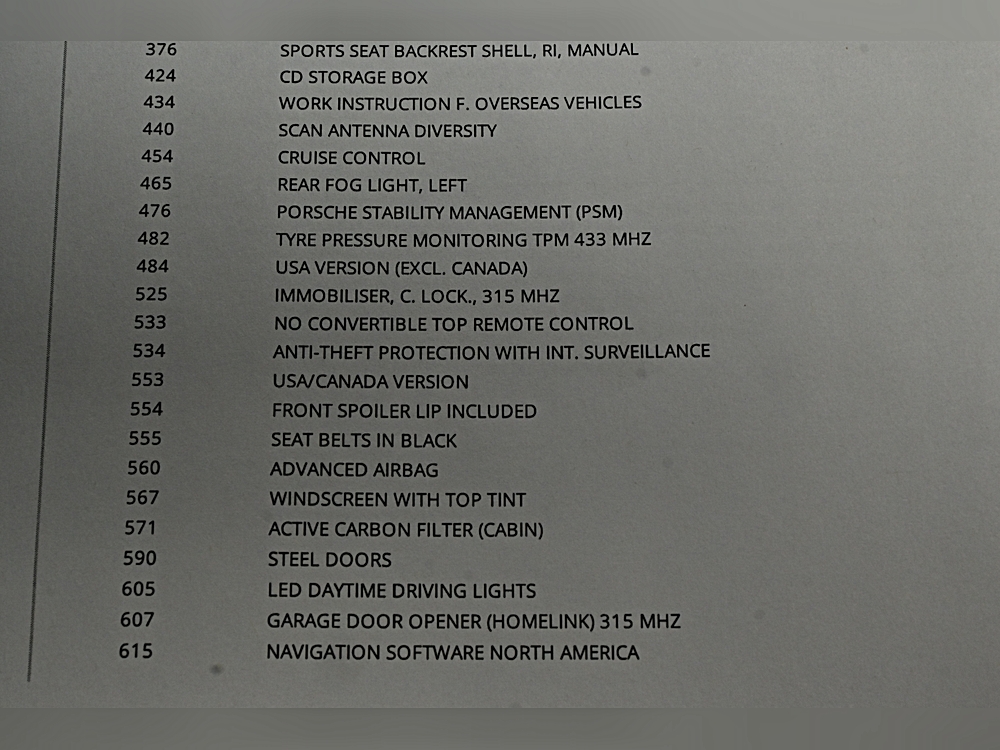 376 SPORTS SEAT BACKREST SHELL, RI, MANUAL
424 CD STORAGE BOX
434 WORK INSTRUCTION F. OVERSEAS VEHICLES
440 SCAN ANTENNA DIVERSITY
454 CRUISE CONTROL
465 REAR FOG LIGHT, LEFT
476 PORSCHE STABILITY MANAGEMENT (PSM)
482 TYRE PRESSURE MONITORING TPM 433 MHZ
484 USA VERSION (EXCL. CANADA)
525 IMMOBILISER, C. LOCK., 315 MHZ
533 NO CONVERTIBLE TOP REMOTE CONTROL
534 ANTI-THEFT PROTECTION WITH INT. SURVEILLANCE
553 USA/CANADA VERSION
554 FRONT SPOILER LIP INCLUDED
555 SEAT BELTS IN BLACK
560 ADVANCED AIRBAG
567 WINDSCREEN WITH TOP TINT
571 ACTIVE CARBON FILTER (CABIN)
590 STEEL DOORS
605 LED DAYTIME DRIVING LIGHTS
607 GARAGE DOOR OPENER (HOMELINK) 315 MHZ
615 NAVIGATION SOFTWARE NORTH AMERICA